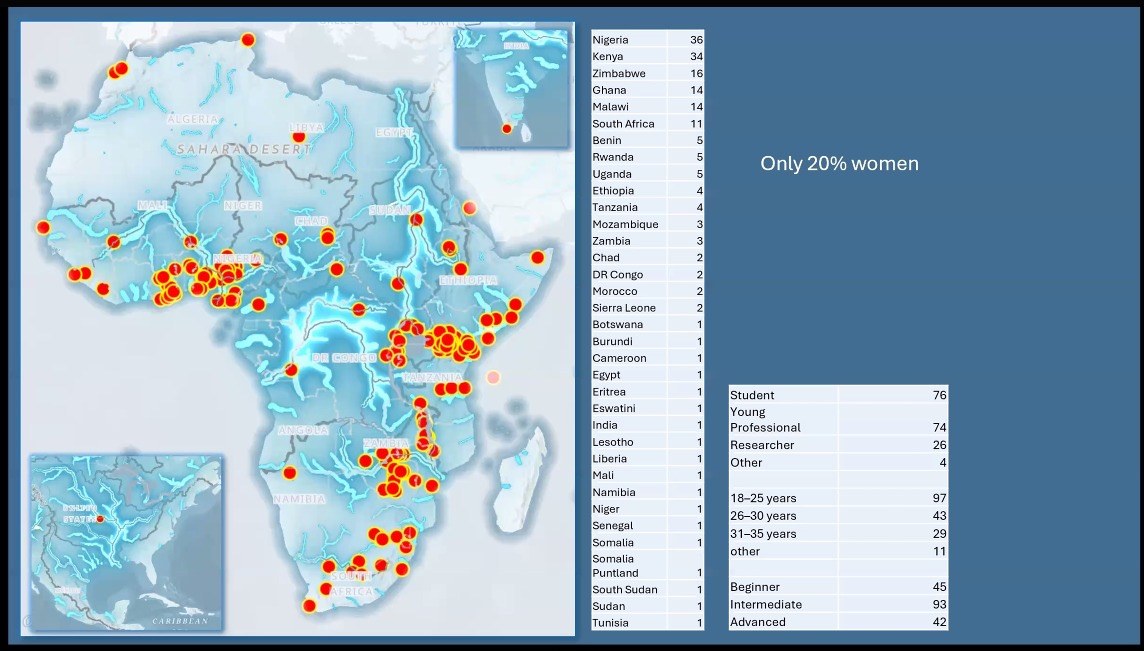 INDIA
ALGERIA
LIBYA
EGYPT
SAHARA DESERT
MALI
NIGER
CHAD
SUDAN
NIGERIA
ETHIOPIA
DR CONGO
TANZANIA
ANGOLA
ZAMBIA
NAMIBIA
SOUTH
AFRICA
UNITED
STATES
CARIBBEAN
Nigeria 36
Kenya 34
Zimbabwe 16
Ghana 14
Malawi 14
South Africa 11
Benin 5
Rwanda 5
Uganda 5
Ethiopia 4
Tanzania 4
Mozambique 3
Zambia 3
Chad 2
DR Congo 2
Morocco 2
Sierra Leone 2
Botswana 1
Burundi 1
Cameroon 1
Egypt 1
Eritrea 1
Eswatini 1
India 1
Lesotho 1
Liberia 1
Mali 1
Namibia 1
Niger 1
Senegal 1
Somalia 1
Somalia
Puntland 1
South Sudan 1
Sudan 1
Tunisia 1
Only 20% women
Student 76
Young
Professional 74
Researcher 26
Other 4
18–25 years 97
26–30 years 43
31–35 years 29
other 11
Beginner 45
Intermediate 93
Advanced 42